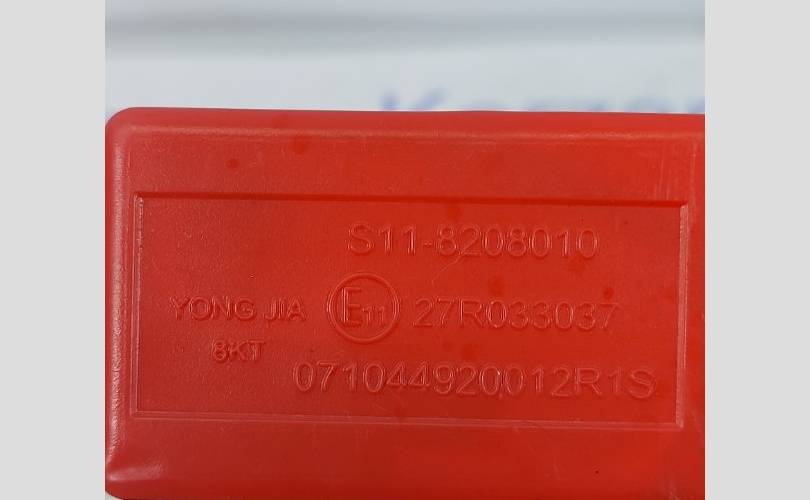 S11-8208010
YONG JIA E11 27R033037
8KT
071044920012R1S